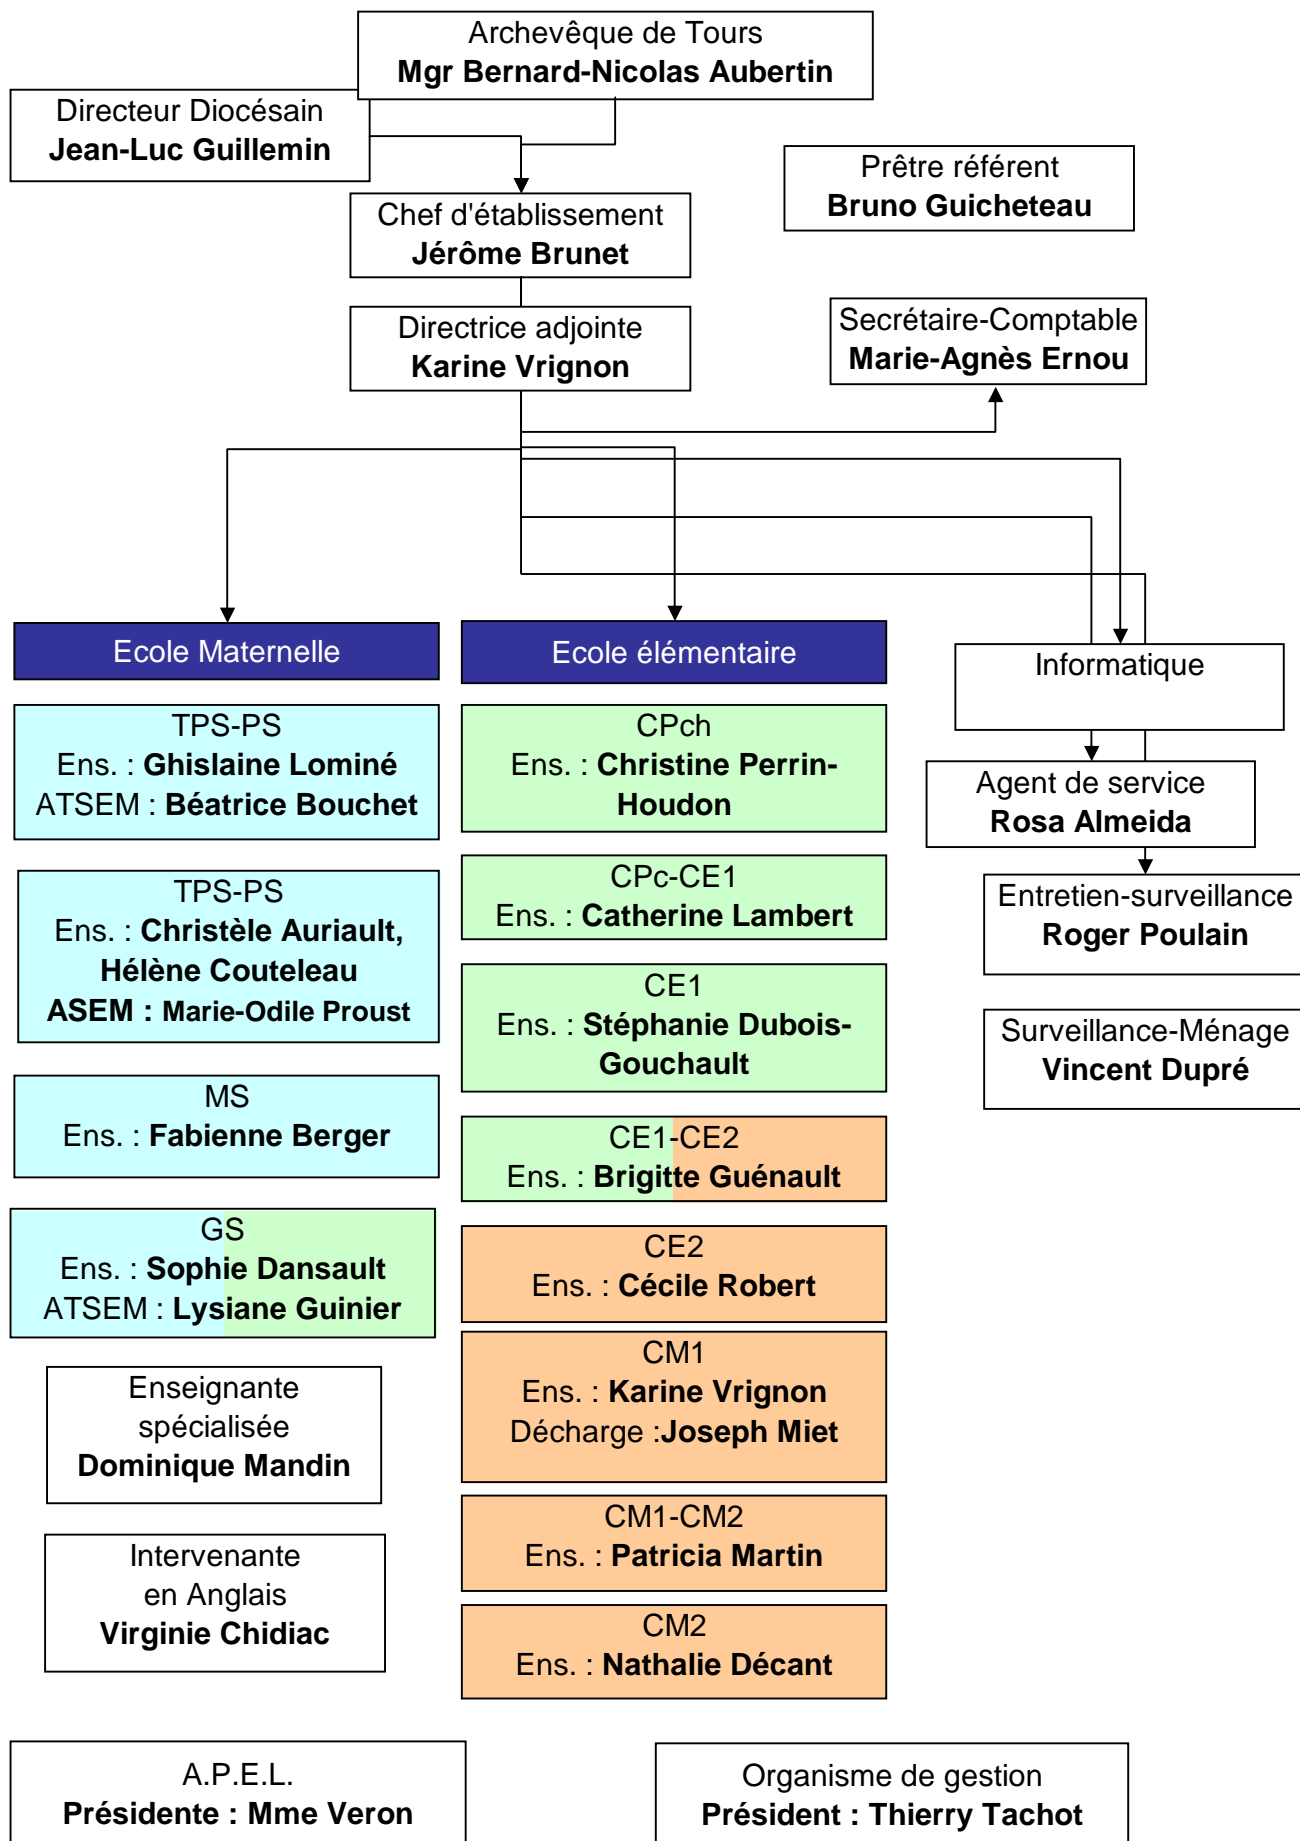 Archevêque de Tours
Mgr Bernard-Nicolas Aubertin
Directeur Diocésain
Jean-Luc Guillemin
Prêtre référent
Bruno Guicheteau
Chef d'établissement
Jérôme Brunet
Directrice adjointe
Karine Vrignon
Secrétaire-Comptable
Marie-Agnès Ernou
Ecole Maternelle
TPS-PS
Ens. : Ghislaine Lominé
ATSEM : Béatrice Bouchet
TPS-PS
Ens. : Christèle Auriault,
Hélène Couteleau
ASEM : Marie-Odile Proust
MS
Ens. : Fabienne Berger
GS
Ens. : Sophie Dansault
ATSEM : Lysiane Guinier
Enseignante
spécialisée
Dominique Mandin
Intervenante
en Anglais
Virginie Chidiac
Ecole élémentaire
CPch
Ens. : Christine Perrin-
Houdon
CPc-CE1
Ens. : Catherine Lambert
CE1
Ens. : Stéphanie Dubois-
Gouchault
CE1-CE2
Ens. : Brigitte Guénault
CE2
Ens. : Cécile Robert
CM1
Ens. : Karine Vrignon
Décharge :Joseph Miet
CM1-CM2
Ens. : Patricia Martin
CM2
Ens. : Nathalie Décant
Informatique
Agent de service
Rosa Almeida
Entretien-surveillance
Roger Poulain
Surveillance-Ménage
Vincent Dupré
A.P.E.L.
Présidente : Mme Veron
Organisme de gestion
Président : Thierry Tachot